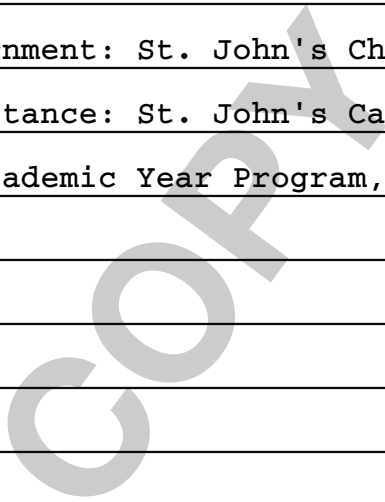 nment: St. John's Ch
tance: St. John's Ca
ademic Year Program,
COPY